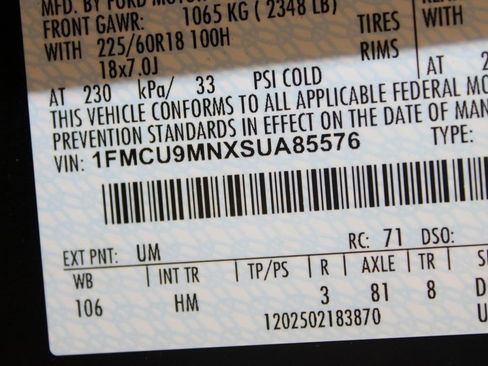 MFD. BY FORD MOTOR
FRONT GAWR: 1065 KG ( 2348 LB)
WITH 225/60R18 100H TIRES
18x7.0J RIMS
AT 230 kPa/ 33 PSI COLD AT 2
THIS VEHICLE CONFORMS TO ALL APPLICABLE FEDERAL MO
PREVENTION STANDARDS IN EFFECT ON THE DATE OF MAN
VIN: 1FMCU9MNXSUA85576 TYPE:
EXT PNT: UM RC: 71 DSO:
WB INT TR TP/PS R AXLE TR S
106 HM 3 81 8 D
1202502183870 U